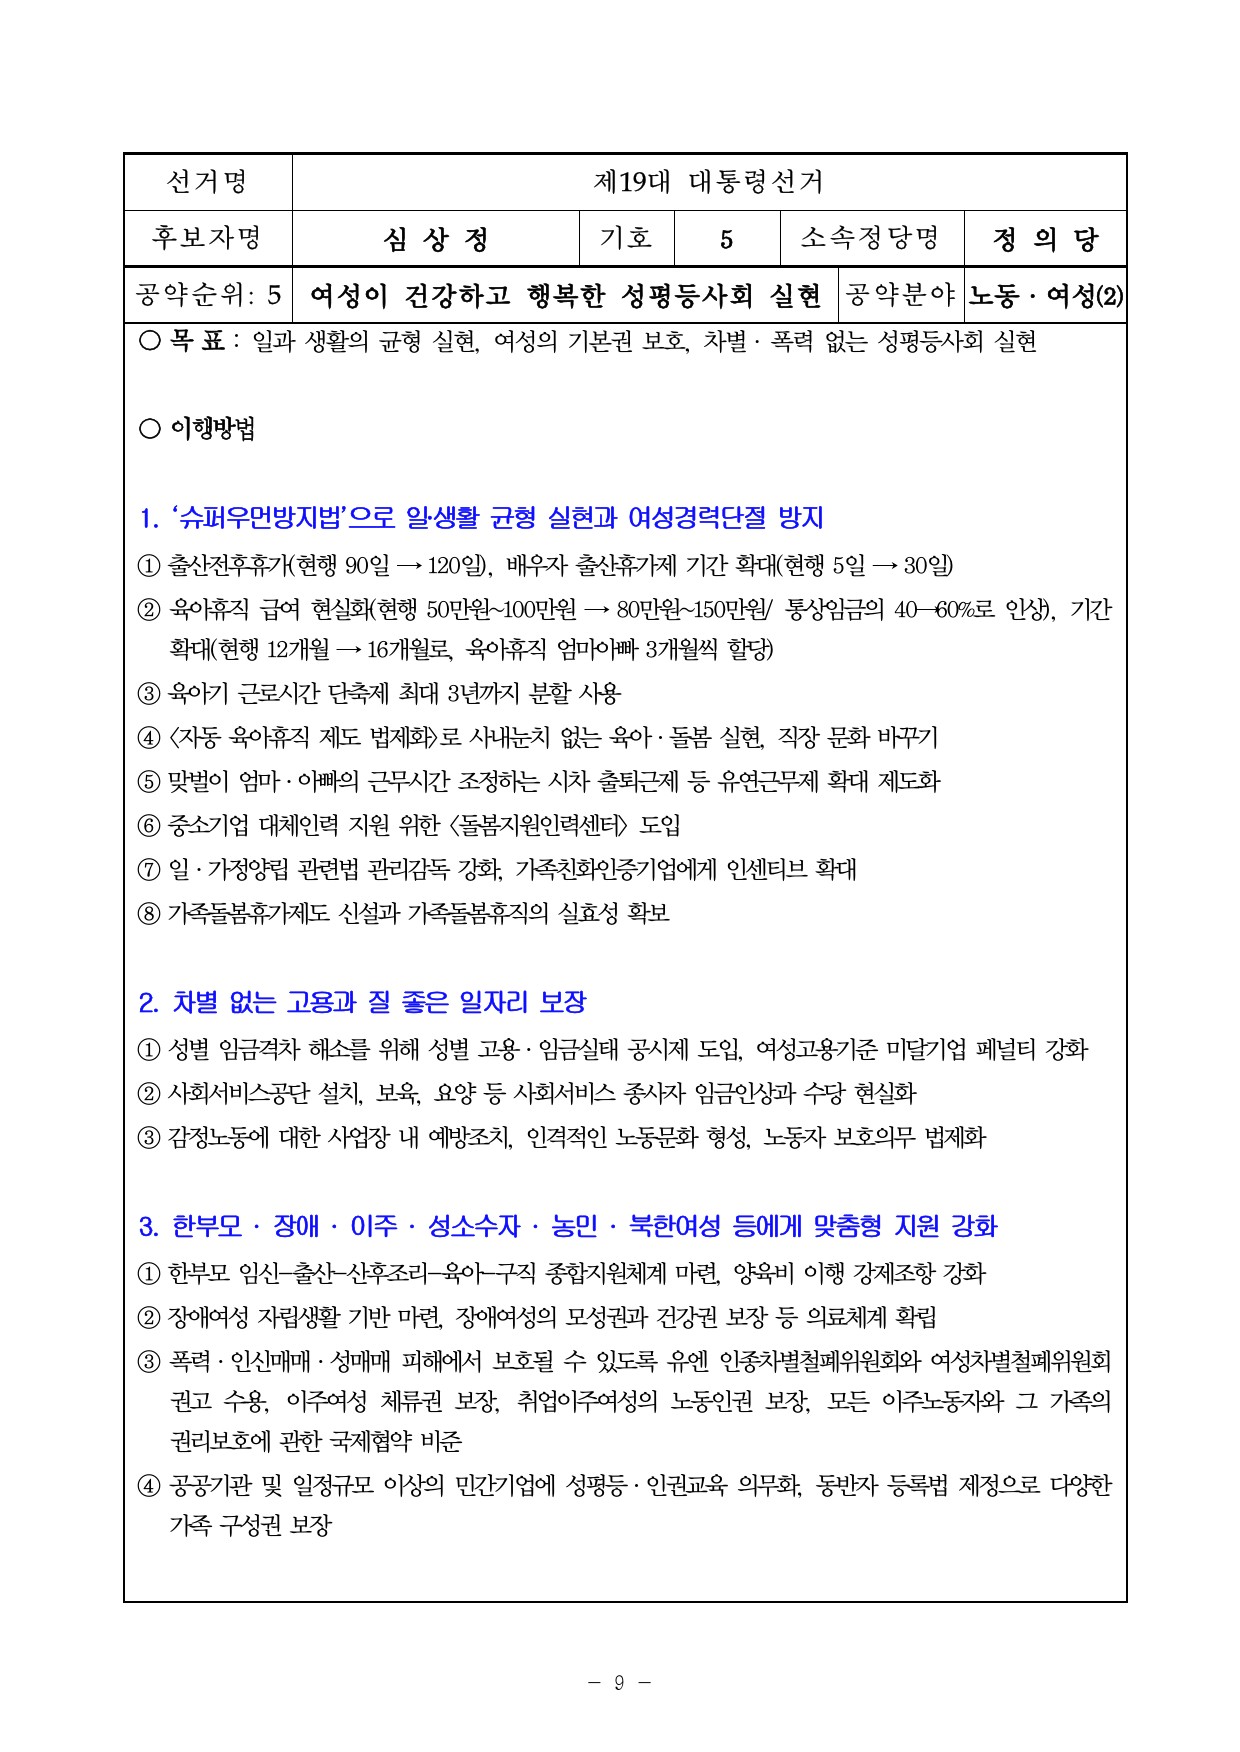 선거명 제19대 대통령선거
후보자명 심 상 정 기호 5 소속정당명 정 의 당
공약순위: 5 여성이 건강하고 행복한 성평등사회 실현 공약분야 노동 · 여성(2)
○ 목 표 : 일과 생활의 균형 실현, 여성의 기본권 보호, 차별 · 폭력 없는 성평등사회 실현
○ 이행방법
1. ‘슈퍼우먼방지법’으로 일·생활 균형 실현과 여성경력단절 방지
① 출산전후휴가(현행 90일 → 120일), 배우자 출산휴가제 기간 확대(현행 5일 → 30일)
② 육아휴직 급여 현실화(현행 50만원~100만원 → 80만원~150만원/ 통상임금의 40→60%로 인상), 기간
확대(현행 12개월 → 16개월로, 육아휴직 엄마아빠 3개월씩 할당)
③ 육아기 근로시간 단축제 최대 3년까지 분할 사용
④ 〈자동 육아휴직 제도 법제화〉로 사내눈치 없는 육아 · 돌봄 실현, 직장 문화 바꾸기
⑤ 맞벌이 엄마 · 아빠의 근무시간 조정하는 시차 출퇴근제 등 유연근무제 확대 제도화
⑥ 중소기업 대체인력 지원 위한 〈돌봄지원인력센터〉 도입
⑦ 일 · 가정양립 관련법 관리감독 강화, 가족친화인증기업에게 인센티브 확대
⑧ 가족돌봄휴가제도 신설과 가족돌봄휴직의 실효성 확보
2. 차별 없는 고용과 질 좋은 일자리 보장
① 성별 임금격차 해소를 위해 성별 고용 · 임금실태 공시제 도입, 여성고용기준 미달기업 페널티 강화
② 사회서비스공단 설치, 보육, 요양 등 사회서비스 종사자 임금인상과 수당 현실화
③ 감정노동에 대한 사업장 내 예방조치, 인격적인 노동문화 형성, 노동자 보호의무 법제화
3. 한부모 · 장애 · 이주 · 성소수자 · 농민 · 북한여성 등에게 맞춤형 지원 강화
① 한부모 임신-출산-산후조리-육아-구직 종합지원체계 마련, 양육비 이행 강제조항 강화
② 장애여성 자립생활 기반 마련, 장애여성의 모성권과 건강권 보장 등 의료체계 확립
③ 폭력 · 인신매매 · 성매매 피해에서 보호될 수 있도록 유엔 인종차별철폐위원회와 여성차별철폐위원회
권고 수용, 이주여성 체류권 보장, 취업이주여성의 노동인권 보장, 모든 이주노동자와 그 가족의
권리보호에 관한 국제협약 비준
④ 공공기관 및 일정규모 이상의 민간기업에 성평등 · 인권교육 의무화, 동반자 등록법 제정으로 다양한
가족 구성권 보장
- 9 -